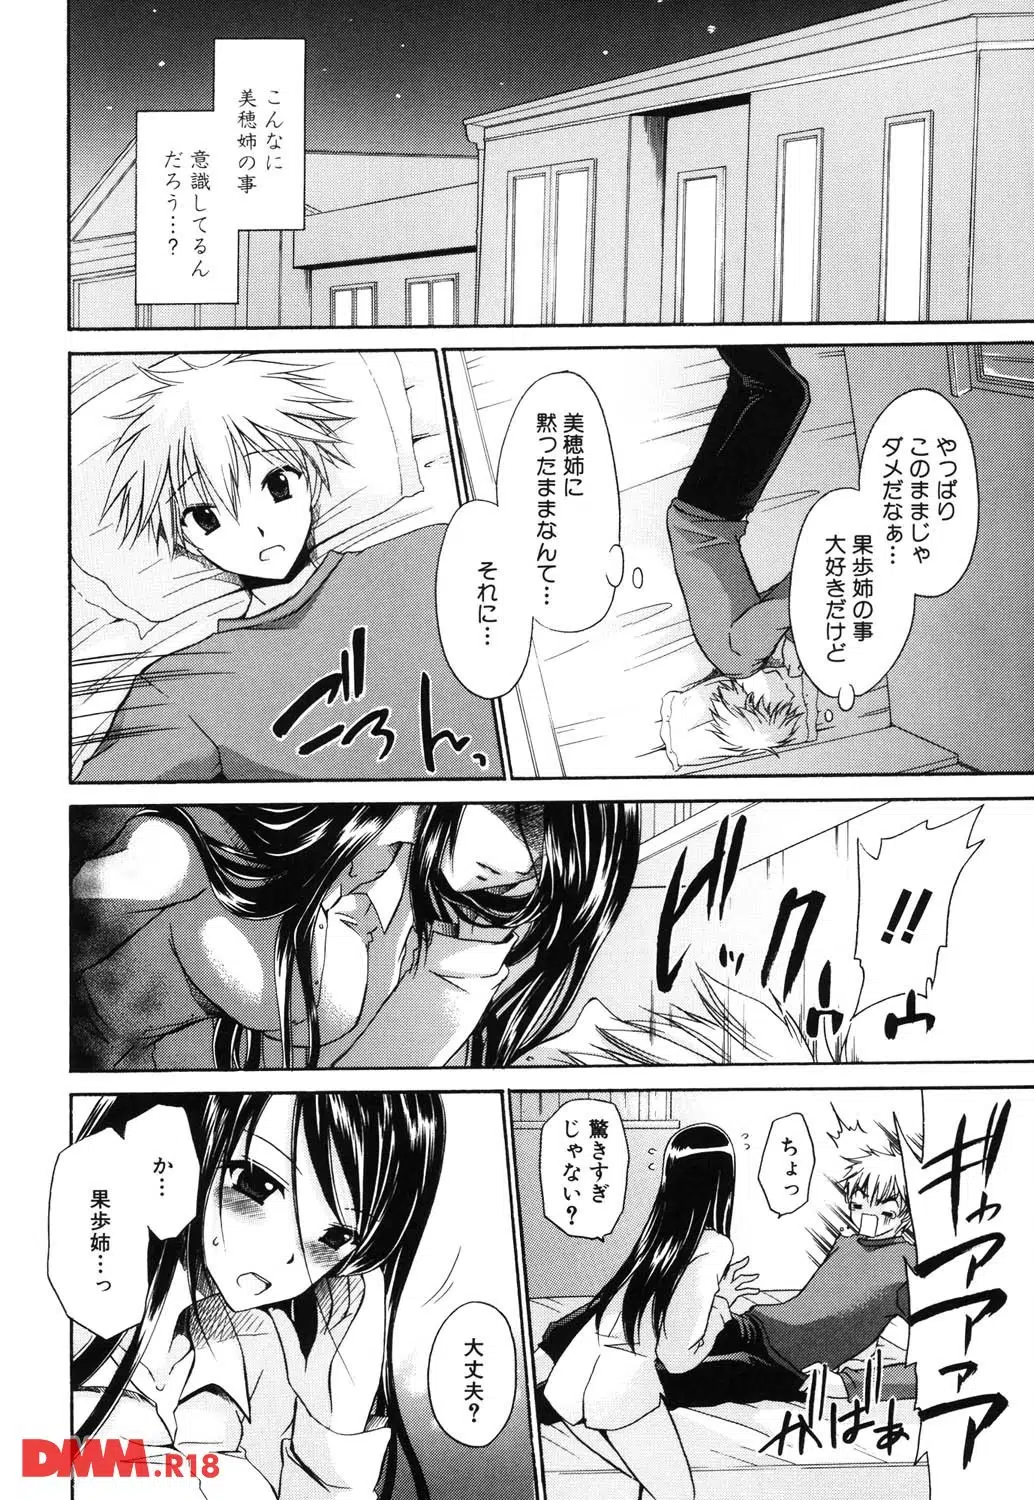 こんなに
美穂姉の事
意識してるん
だろう…?
やっぱり
このままじゃ
ダメだなぁ…
果歩姉の事
大好きだけど
美穂姉に
黙ったままなんて…
それに…
ごろん、
!!
ビックゥゥ
ギャアアアア
ちょっ
驚きすぎ
じゃない?
がばぁっ
か…
果歩姉…っ
大丈夫?
DMM.R18